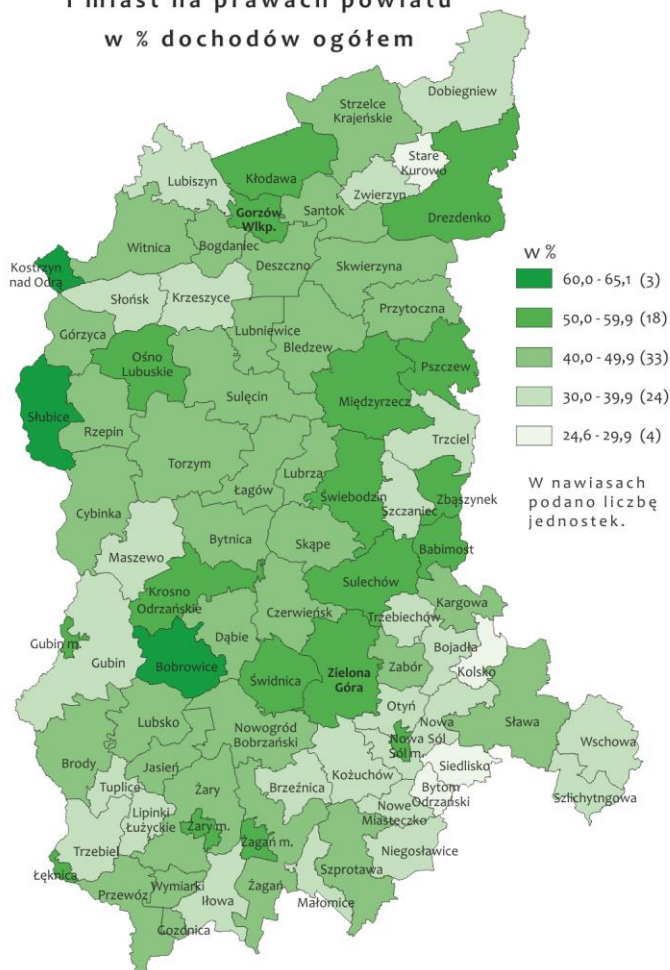 i miast na prawach powiatu
w % dochodów ogółem
Dobiegniew
Strzelce
Krajeńskie
Stare
Kurowo
Lubiszyn
Kłodawa
Zwierzyn
Gorzów
Wlkp.
Santok
Drezdenko
Witnica
Bogdaniec
Kostrzyn
nad Odrą
Deszczno
Skwierzyna
Słońsk
Krzeszyce
Przytoczna
Górzyca
Lubniewice
Bledzew
Ośno
Lubuskie
Pszczew
Sulęcin
Międzyrzecz
Słubice
Rzepin
Trzciel
Torzym
Lubrza
Łagów
Świebodzin
Zbąszynek
Szczaniec
Cybinka
Bytnica
Skąpe
Maszewo
Babimost
Sulechów
Krosno
Odrzańskie
Kargowa
Czerwieńsk
Trzebiechów
Gubin m.
Dąbie
Bojadła
Gubin
Bobrowice
Zabór
Kolsko
Świdnica
Zielona
Góra
Otyń
Lubsko
Nowogród
Bobrzański
Nowa
Sól
Nowa
Sól m.
Sława
Wschowa
Brody
Jasień
Kożuchów
Siedlisko
Tuplice
Żary
Brzeźnica
Bytom
Odrzański
Szlichtyngowa
Lipinki
Łużyckie
Nowe
Miasteczko
Żary m.
Żagań m.
Trzebiel
Niegosławice
Szprotawa
Łęknica
Przewóz
Wymiarki
Żagań
Iłowa
Małomice
Gozdnica
w %
60,0 - 65,1 (3)
50,0 - 59,9 (18)
40,0 - 49,9 (33)
30,0 - 39,9 (24)
24,6 - 29,9 (4)
W nawiasach
podano liczbę
jednostek.